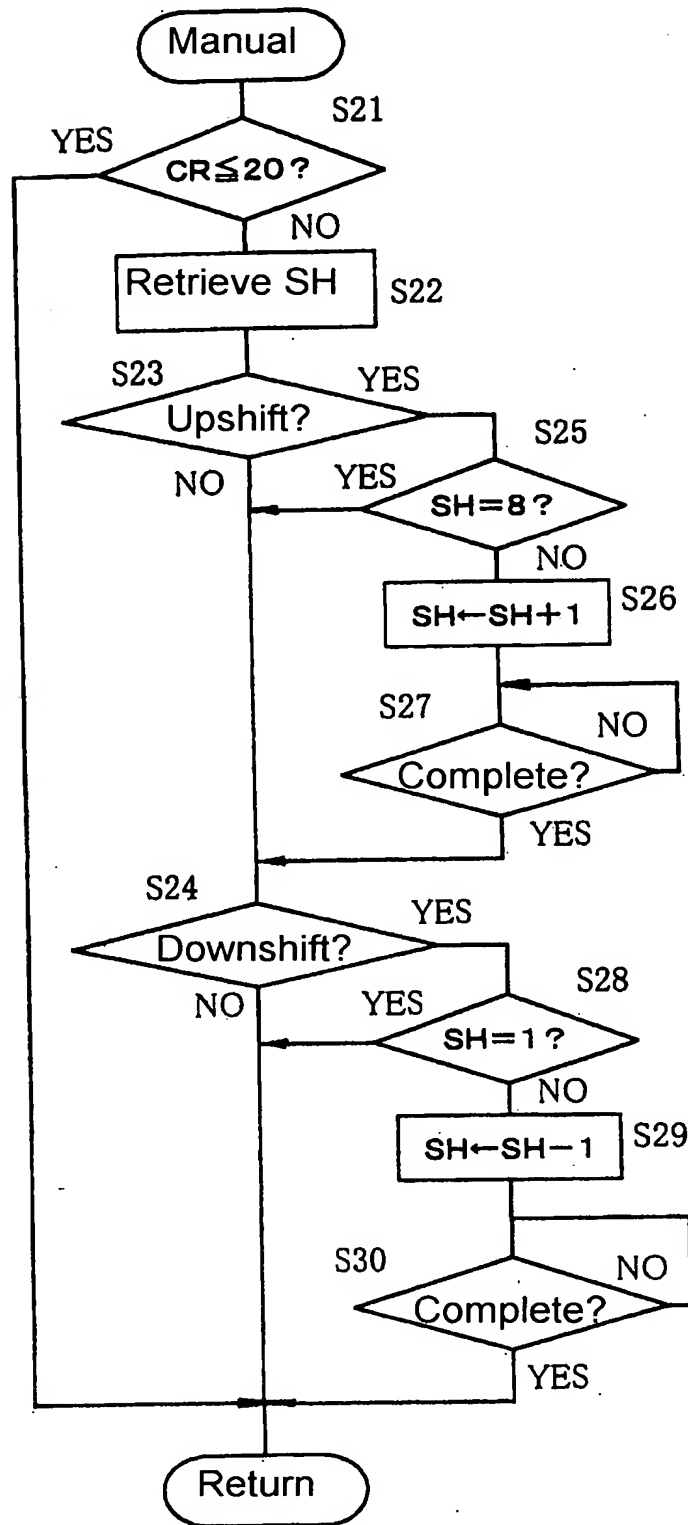 Manual
S21
YES
CR≦20?
NO
Retrieve SH
S22
S23
YES
Upshift?
S25
NO
YES
SH=8?
NO
SH←SH+1
S26
S27
NO
Complete?
YES
S24
YES
Downshift?
S28
NO
YES
SH=1?
NO
SH←SH−1
S29
S30
NO
Complete?
YES
Return